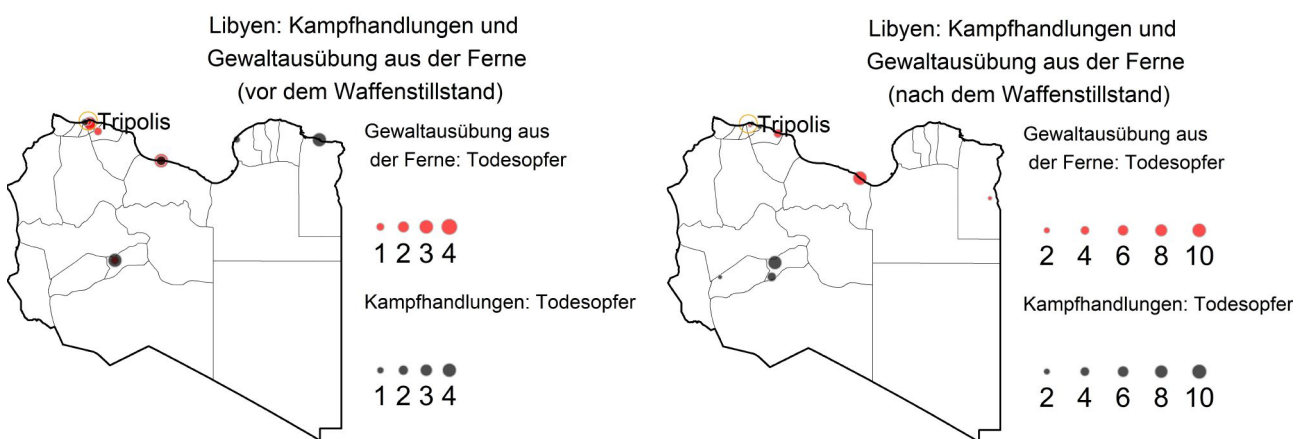 Libyen: Kampfhandlungen und
Gewaltausübung aus der Ferne
(vor dem Waffenstillstand)
Tripolis
Gewaltausübung aus
der Ferne: Todesopfer
1 2 3 4
Kampfhandlungen: Todesopfer
1 2 3 4
Libyen: Kampfhandlungen und
Gewaltausübung aus der Ferne
(nach dem Waffenstillstand)
Tripolis
Gewaltausübung aus
der Ferne: Todesopfer
2 4 6 8 10
Kampfhandlungen: Todesopfer
2 4 6 8 10